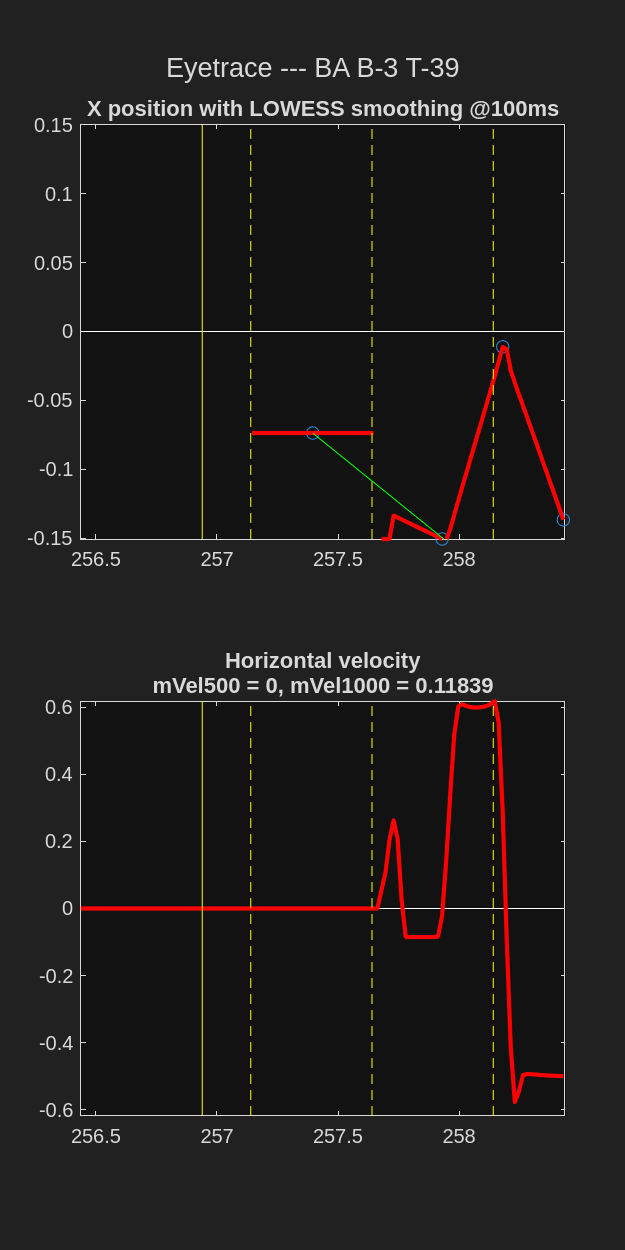 Eyetrace --- BA B-3 T-39
X position with LOWESS smoothing @100ms
0.15
0.1
0.05
0
-0.05
-0.1
-0.15
256.5 257 257.5 258
Horizontal velocity
mVel500 = 0, mVel1000 = 0.11839
0.6
0.4
0.2
0
-0.2
-0.4
-0.6
256.5 257 257.5 258